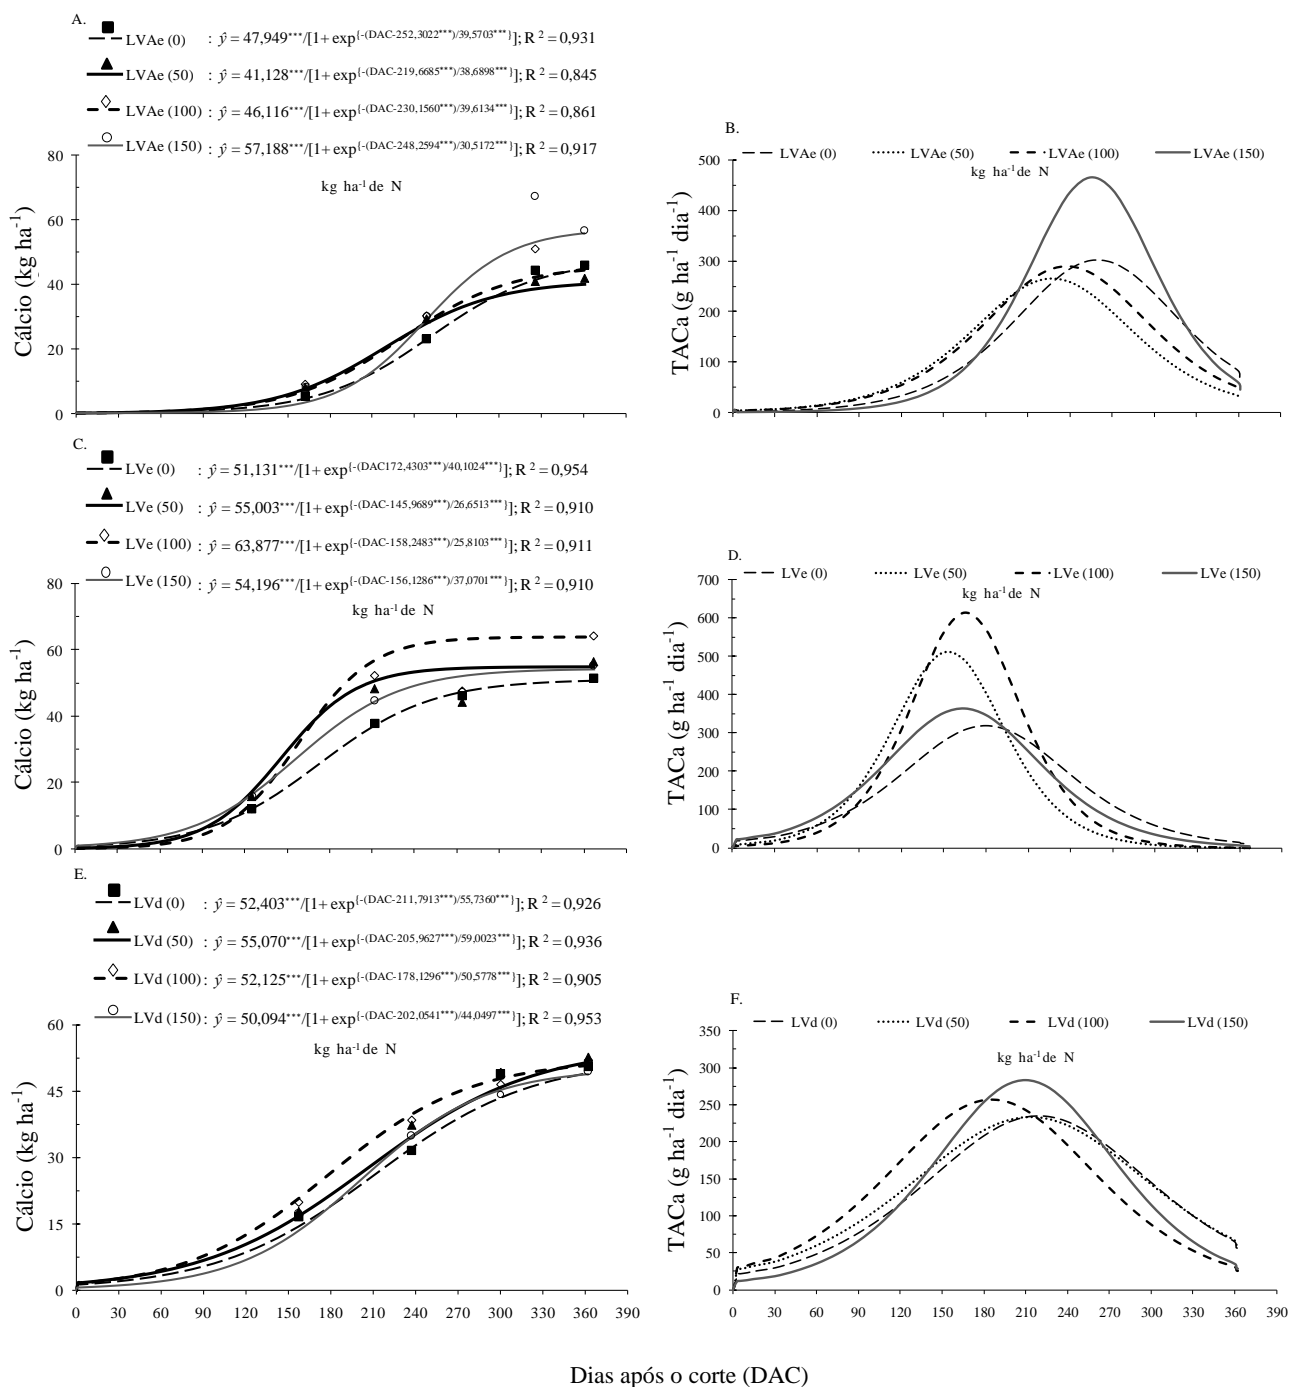 A.
LVAe (0) : ŷ = 47,949***/[1+ exp{-(DAC-252,3022***)/39,5703***}]; R² = 0,931
LVAe (50) : ŷ = 41,128***/[1+ exp{-(DAC-219,6685***)/38,6898***}]; R² = 0,845
LVAe (100) : ŷ = 46,116***/[1+ exp{-(DAC-230,1560***)/39,6134***}]; R² = 0,861
LVAe (150) : ŷ = 57,188***/[1+ exp{-(DAC-248,2594***)/30,5172***}]; R² = 0,917
kg ha-1 de N
Cálcio (kg ha-1)
80
60
40
20
0
B.
LVAe (0) LVAe (50) LVAe (100) LVAe (150)
kg ha-1 de N
TACa (g ha-1 dia-1)
500
400
300
200
100
0
C.
LVe (0) : ŷ = 51,131***/[1+ exp{-(DAC172,4303***)/40,1024***}]; R² = 0,954
LVe (50) : ŷ = 55,003***/[1+ exp{-(DAC-145,9689***)/26,6513***}]; R² = 0,910
LVe (100) : ŷ = 63,877***/[1+ exp{-(DAC-158,2483***)/25,8103***}]; R² = 0,911
LVe (150) : ŷ = 54,196***/[1+ exp{-(DAC-156,1286***)/37,0701***}]; R² = 0,910
kg ha-1 de N
Cálcio (kg ha-1)
80
60
40
20
0
D.
LVe (0) LVe (50) LVe (100) LVe (150)
kg ha-1 de N
TACa (g ha-1 dia-1)
700
600
500
400
300
200
100
0
E.
LVd (0) : ŷ = 52,403***/[1+ exp{-(DAC-211,7913***)/55,7360***}]; R² = 0,926
LVd (50) : ŷ = 55,070***/[1+ exp{-(DAC-205,9627***)/59,0023***}]; R² = 0,936
LVd (100) : ŷ = 52,125***/[1+ exp{-(DAC-178,1296***)/50,5778***}]; R² = 0,905
LVd (150) : ŷ = 50,094***/[1+ exp{-(DAC-202,0541***)/44,0497***}]; R² = 0,953
kg ha-1 de N
Cálcio (kg ha-1)
60
45
30
15
0
0 30 60 90 120 150 180 210 240 270 300 330 360 390
F.
LVd (0) LVd (50) LVd (100) LVd (150)
kg ha-1 de N
TACa (g ha-1 dia-1)
350
300
250
200
150
100
50
0
0 30 60 90 120 150 180 210 240 270 300 330 360 390
Dias após o corte (DAC)